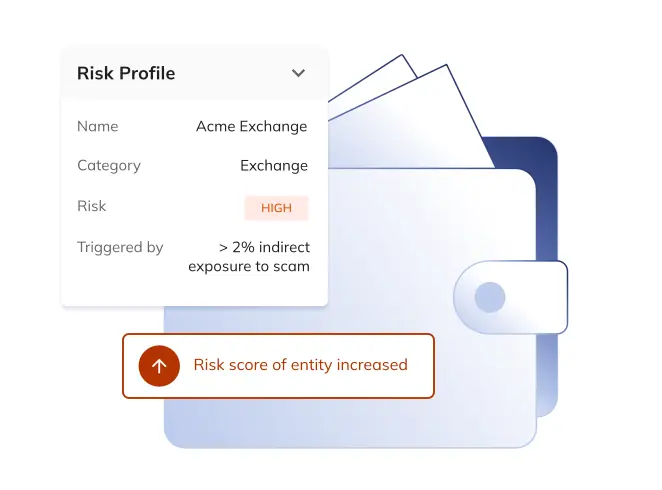 Risk Profile
Name Acme Exchange
Category Exchange
Risk HIGH
Triggered by > 2% indirect
exposure to scam
Risk score of entity increased